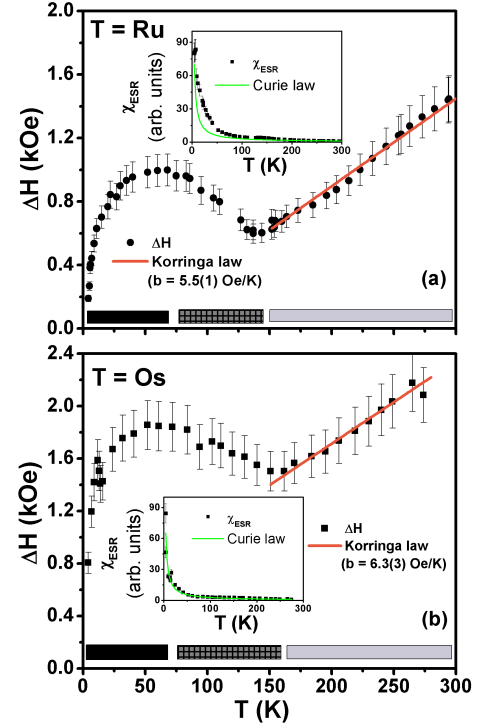 T = Ru
2.0
1.6
1.2
0.8
0.4
0.0
ΔH (kOe)
χESR
(arb. units)
90
60
30
0
0 100 200 300
T (K)
χESR
Curie law
ΔH
Korringa law
(b = 5.5(1) Oe/K)
(a)
T = Os
2.4
2.0
1.6
1.2
0.8
0.4
0.0
ΔH (kOe)
χESR
(arb. units)
90
60
30
0
0 100 200 300
T (K)
χESR
Curie law
ΔH
Korringa law
(b = 6.3(3) Oe/K)
(b)
0 50 100 150 200 250 300
T (K)